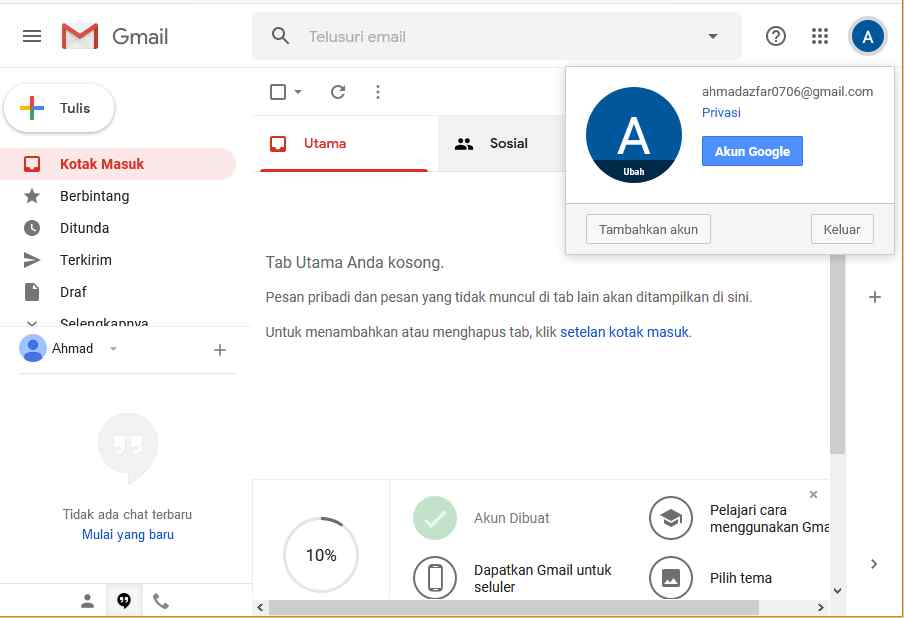 Gmail
Telusuri email
A
Tulis
Utama
Sosial
ahmadazfar0706@gmail.com
Privasi
A
Ubah
Akun Google
Tambahkan akun
Keluar
Kotak Masuk
Berbintang
Ditunda
Terkirim
Draf
Selengkapnya
Ahmad
Tidak ada chat terbaru
Mulai yang baru
Tab Utama Anda kosong.
Pesan pribadi dan pesan yang tidak muncul di tab lain akan ditampilkan di sini.
Untuk menambahkan atau menghapus tab, klik setelan kotak masuk.
10%
Akun Dibuat
Dapatkan Gmail untuk
seluler
Pelajari cara
menggunakan Gma
Pilih tema